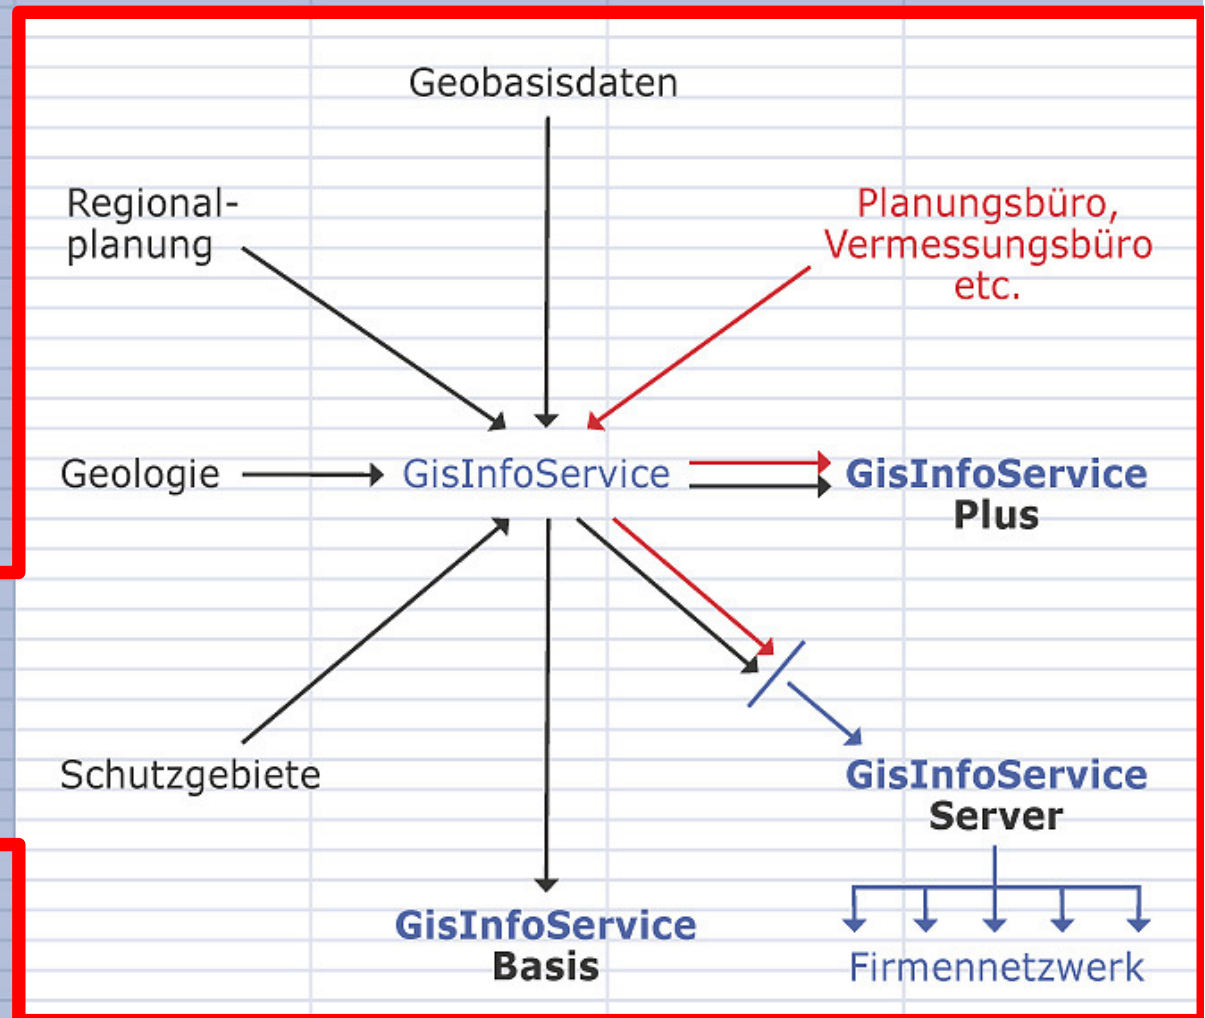 Geobasisdaten
Regional-
planung
Planungsbüro,
Vermessungsbüro
etc.
Geologie
GisInfoService
GisInfoService
Plus
Schutzgebiete
GisInfoService
Server
GisInfoService
Basis
Firmennetzwerk